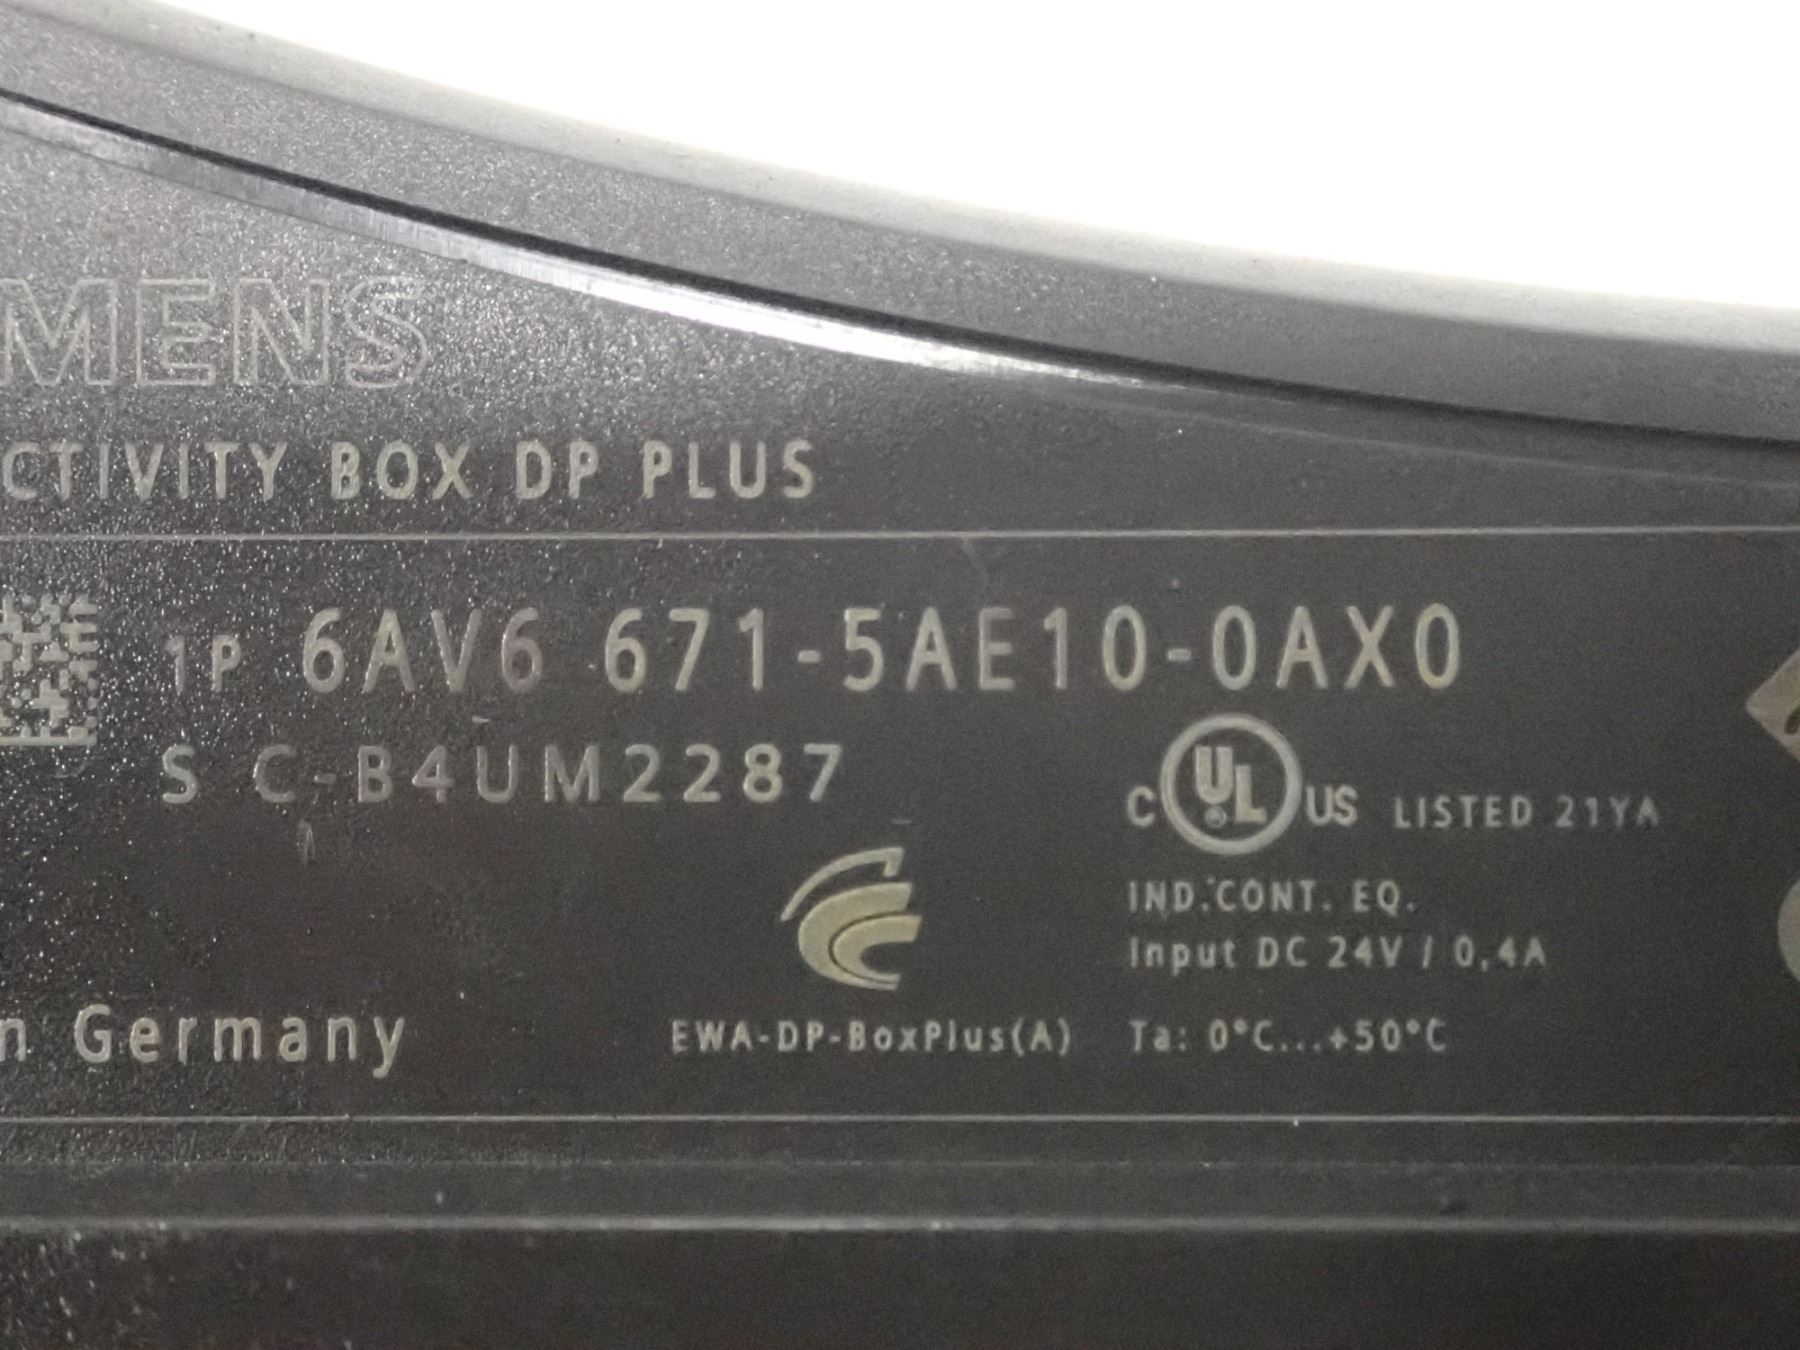 MENS
CTIVITY BOX DP PLUS
1P 6AV6 671-5AE10-0AX0
S C-B4UM2287
C UL ® US LISTED 21YA
IND.CONT. EQ.
Input DC 24V / 0,4A
n Germany
EWA-DP-BoxPlus(A)
Ta: 0°C...+50°C